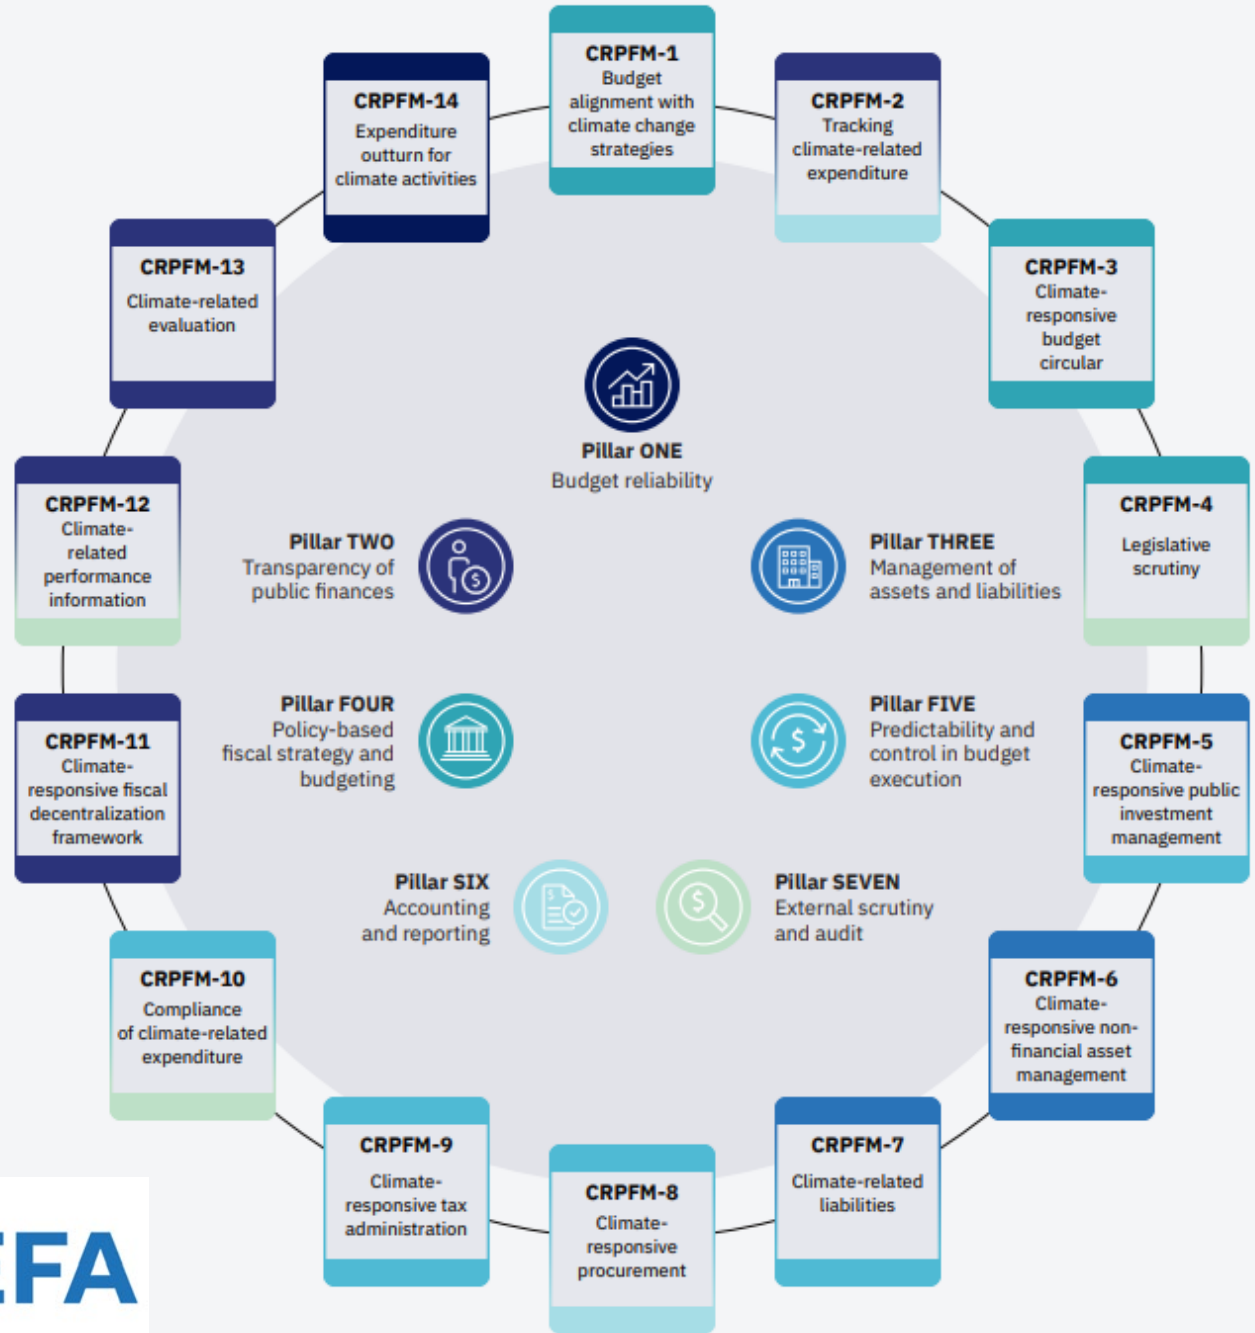 CRPFM-1
Budget
alignment with
climate change
strategies
CRPFM-2
Tracking
climate-related
expenditure
CRPFM-3
Climate-
responsive
budget
circular
CRPFM-4
Legislative
scrutiny
CRPFM-5
Climate-
responsive public
investment
management
CRPFM-6
Climate-
responsive non-
financial asset
management
CRPFM-7
Climate-related
liabilities
CRPFM-8
Climate-
responsive
procurement
CRPFM-9
Climate-
responsive tax
administration
CRPFM-10
Compliance
of climate-related
expenditure
CRPFM-11
Climate-
responsive fiscal
decentralization
framework
CRPFM-12
Climate-
related
performance
information
CRPFM-13
Climate-related
evaluation
CRPFM-14
Expenditure
outturn for
climate activities
Pillar ONE
Budget reliability
Pillar TWO
Transparency of
public finances
Pillar THREE
Management of
assets and liabilities
Pillar FOUR
Policy-based
fiscal strategy and
budgeting
Pillar FIVE
Predictability and
control in budget
execution
Pillar SIX
Accounting
and reporting
Pillar SEVEN
External scrutiny
and audit
EFA